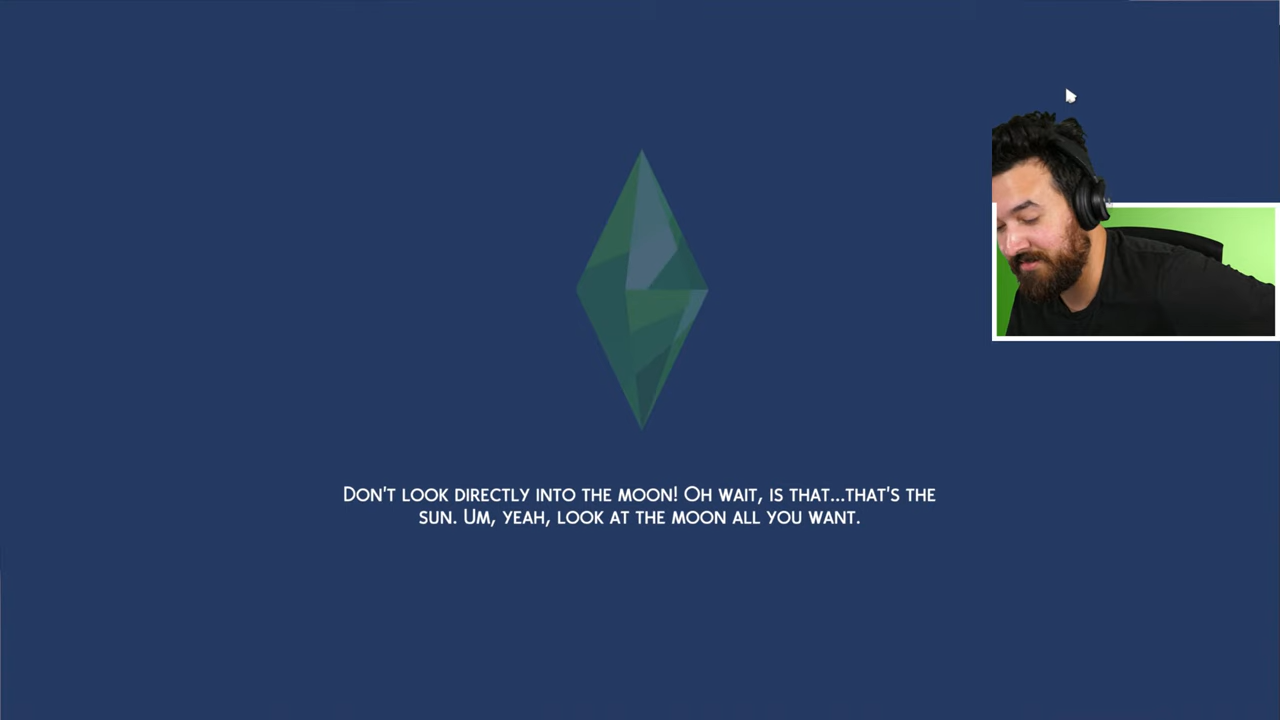 Don't look directly into the moon! Oh wait, is that...that's the
sun. Um, yeah, look at the moon all you want.